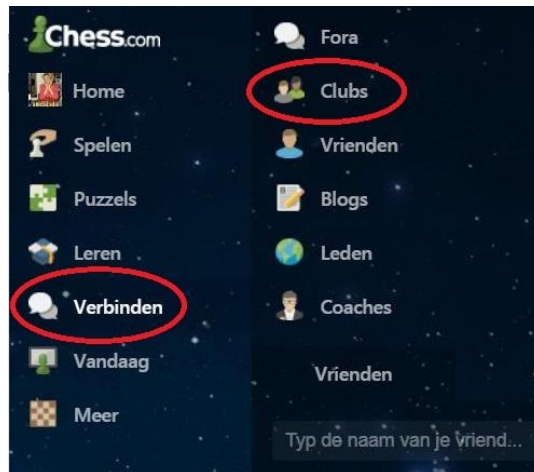 Chess.com
Home
Spelen
Puzzels
Leren
Verbinden
Vandaag
Meer
Fora
Clubs
Vrienden
Blogs
Leden
Coaches
Vrienden
Typ de naam van je vriend...